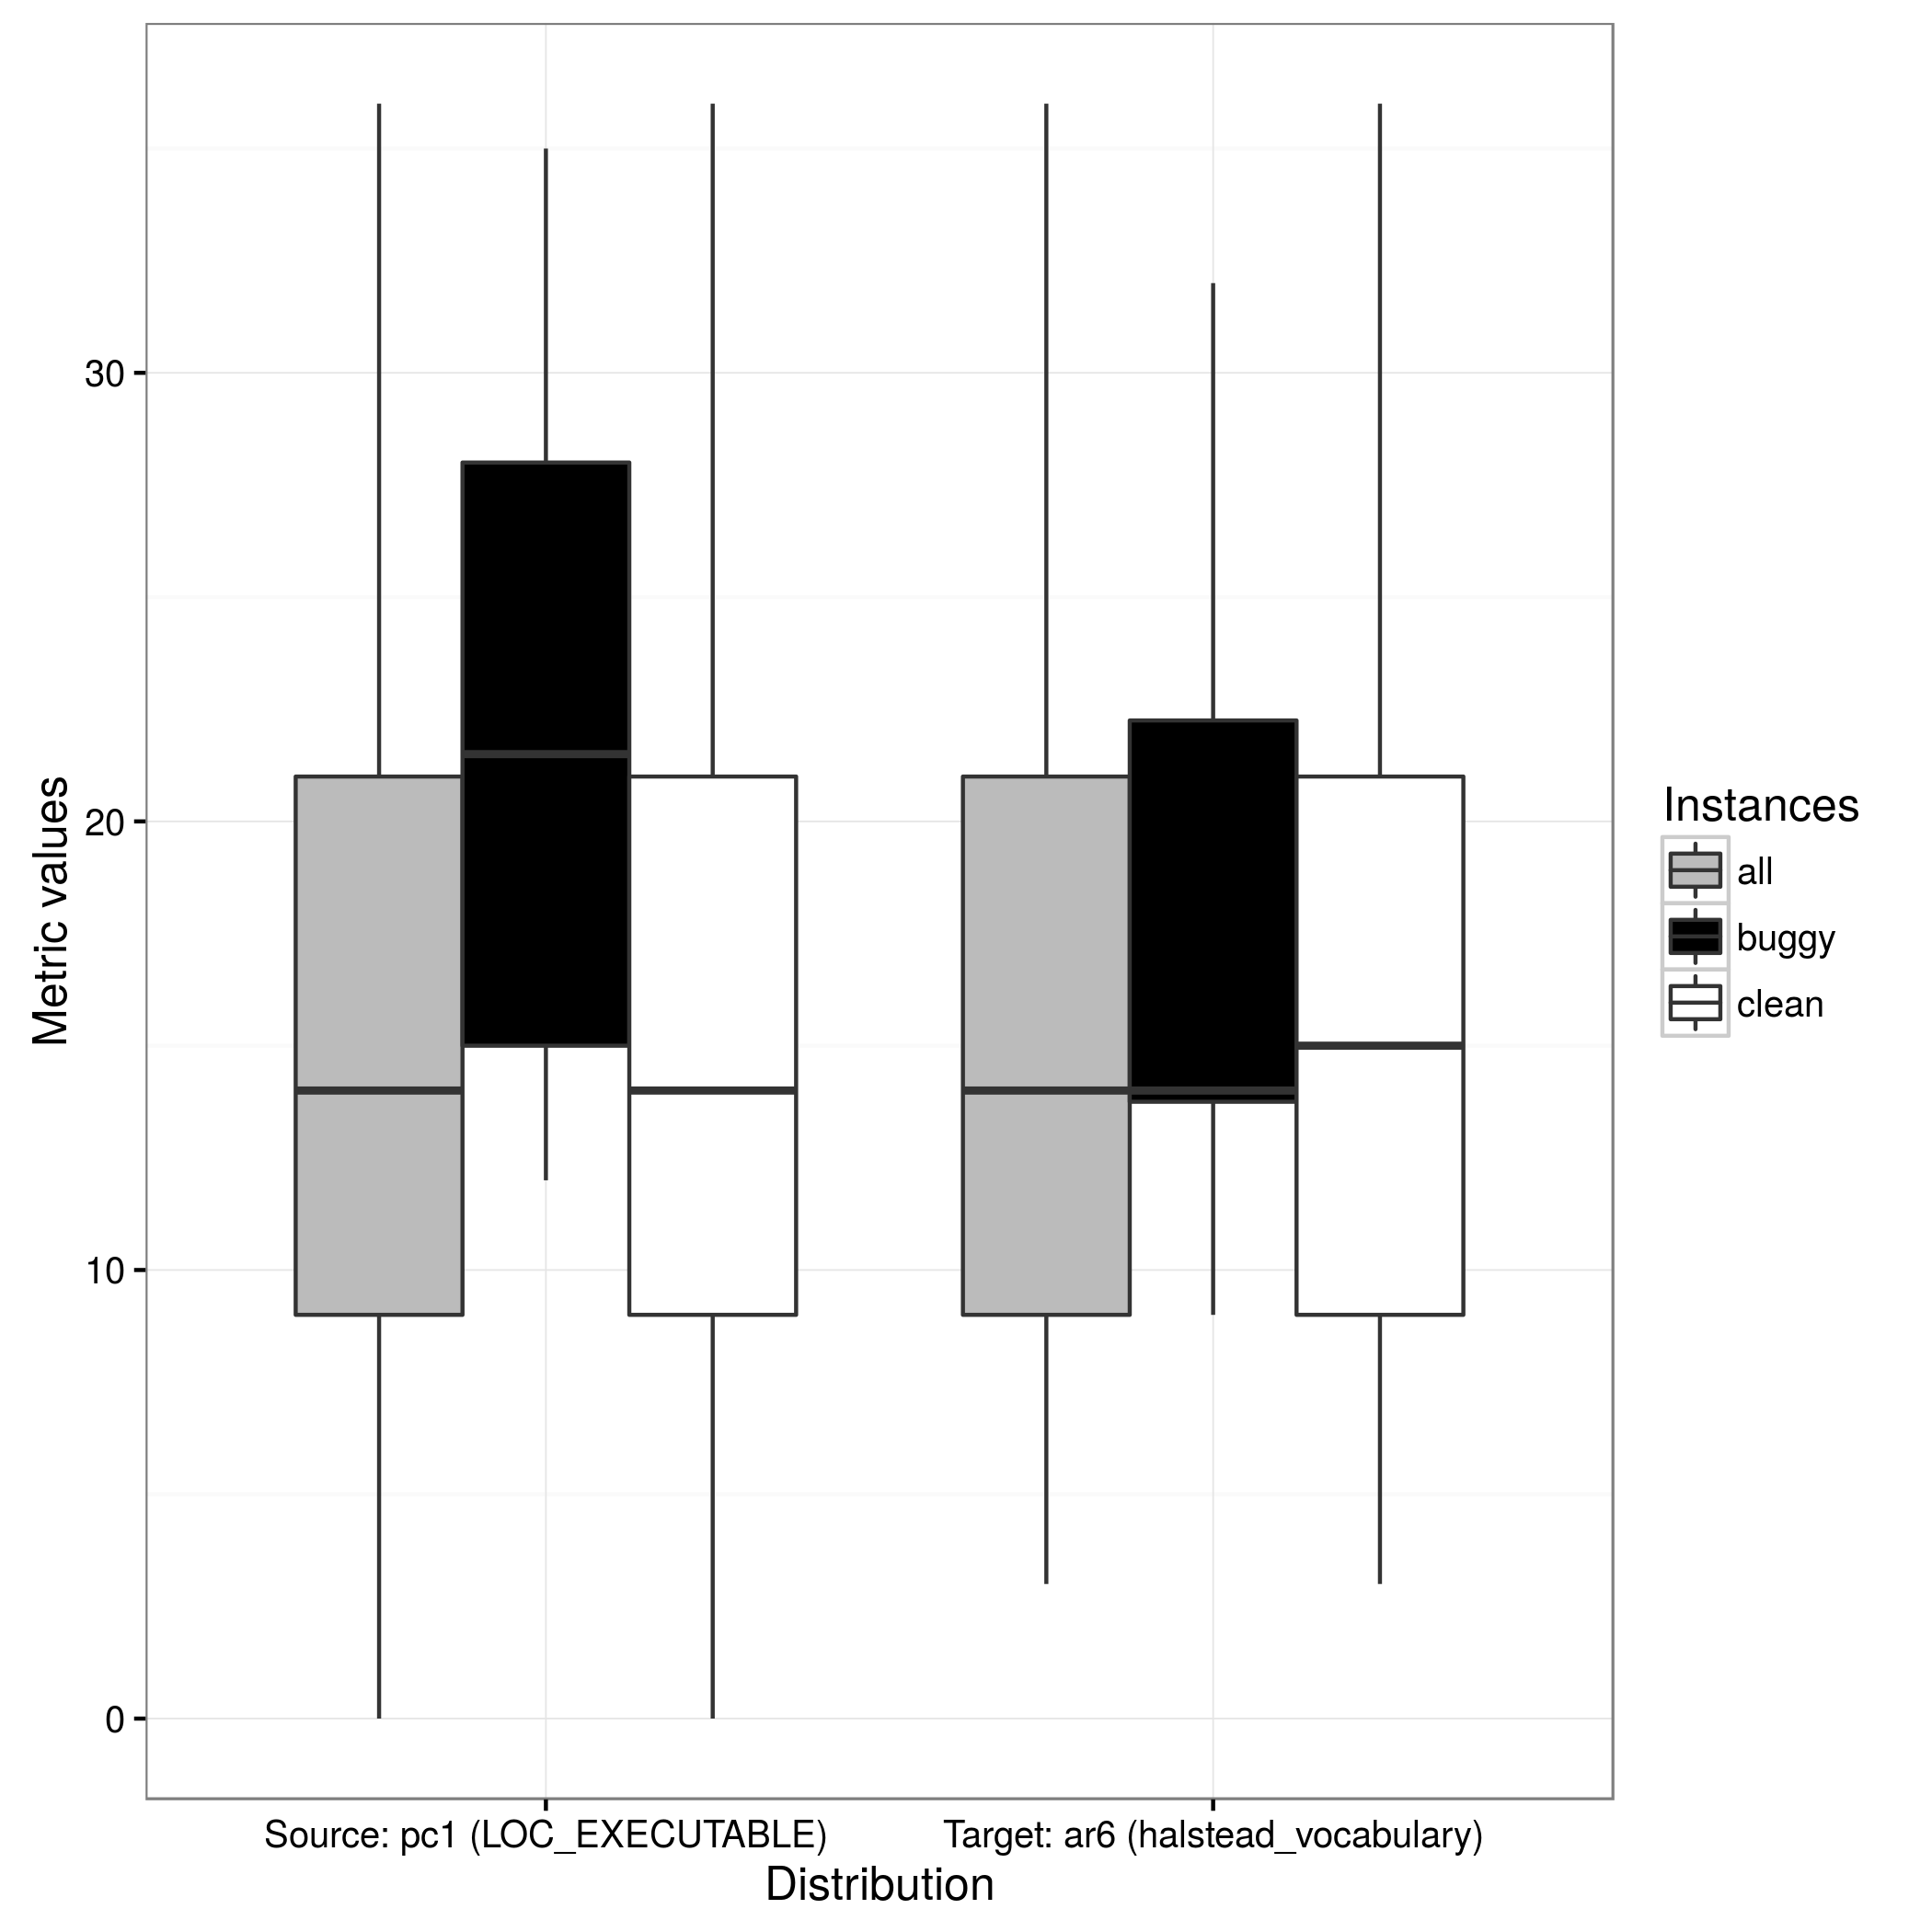 Metric values
30
20
10
0
Source: pc1 (LOC_EXECUTABLE)
Target: ar6 (halstead_vocabulary)
Distribution
Instances
all
buggy
clean